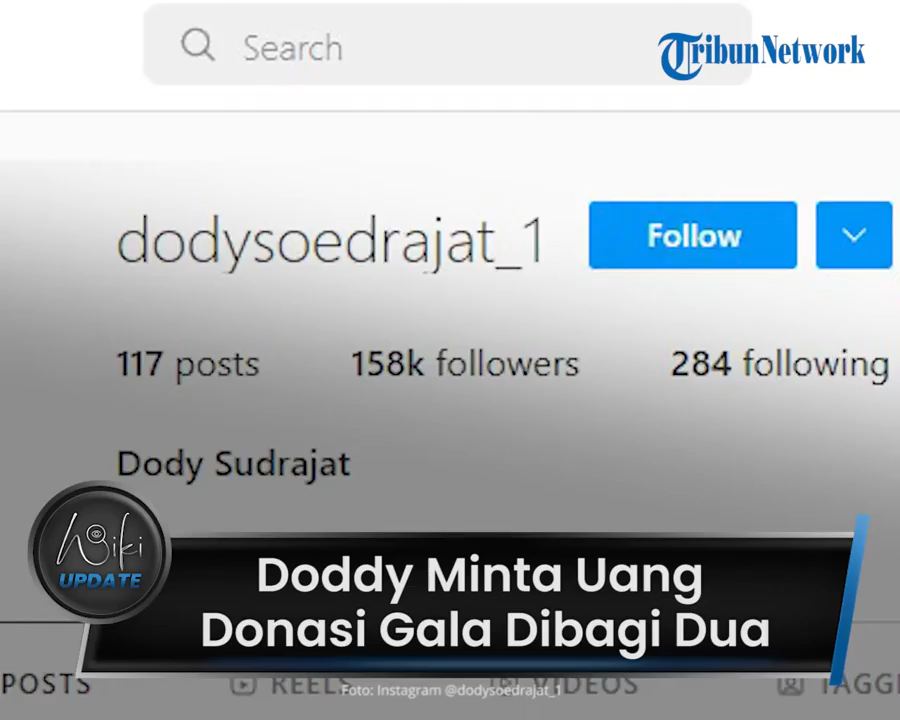 Search
TribunNetwork
dodysoedrajat_1
Follow
117 posts 158k followers 284 following
Dody Sudrajat
Wiki
UPDATE
Doddy Minta Uang
Donasi Gala Dibagi Dua
POSTS REELS VIDEOS TAGGE
Foto: Instagram @dodysoedrajat_1